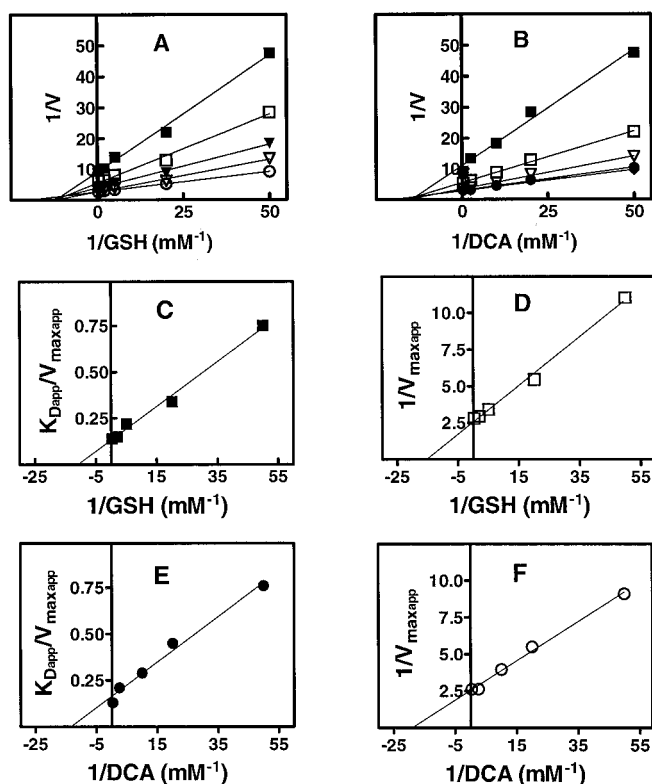 A
B
1/V
50
40
30
20
10
0
25
50
1/GSH (mM⁻¹)
1/V
50
40
30
20
10
0
25
50
1/DCA (mM⁻¹)
C
D
K_Dapp/V_maxapp
0.75
0.50
0.25
-25
-5
15
35
55
1/GSH (mM⁻¹)
1/V_maxapp
10.0
7.5
5.0
2.5
-25
-5
15
35
55
1/GSH (mM⁻¹)
E
F
K_Dapp/V_maxapp
0.75
0.50
0.25
-25
-5
15
35
55
1/DCA (mM⁻¹)
1/V_maxapp
10.0
7.5
5.0
2.5
-25
-5
15
35
55
1/DCA (mM⁻¹)